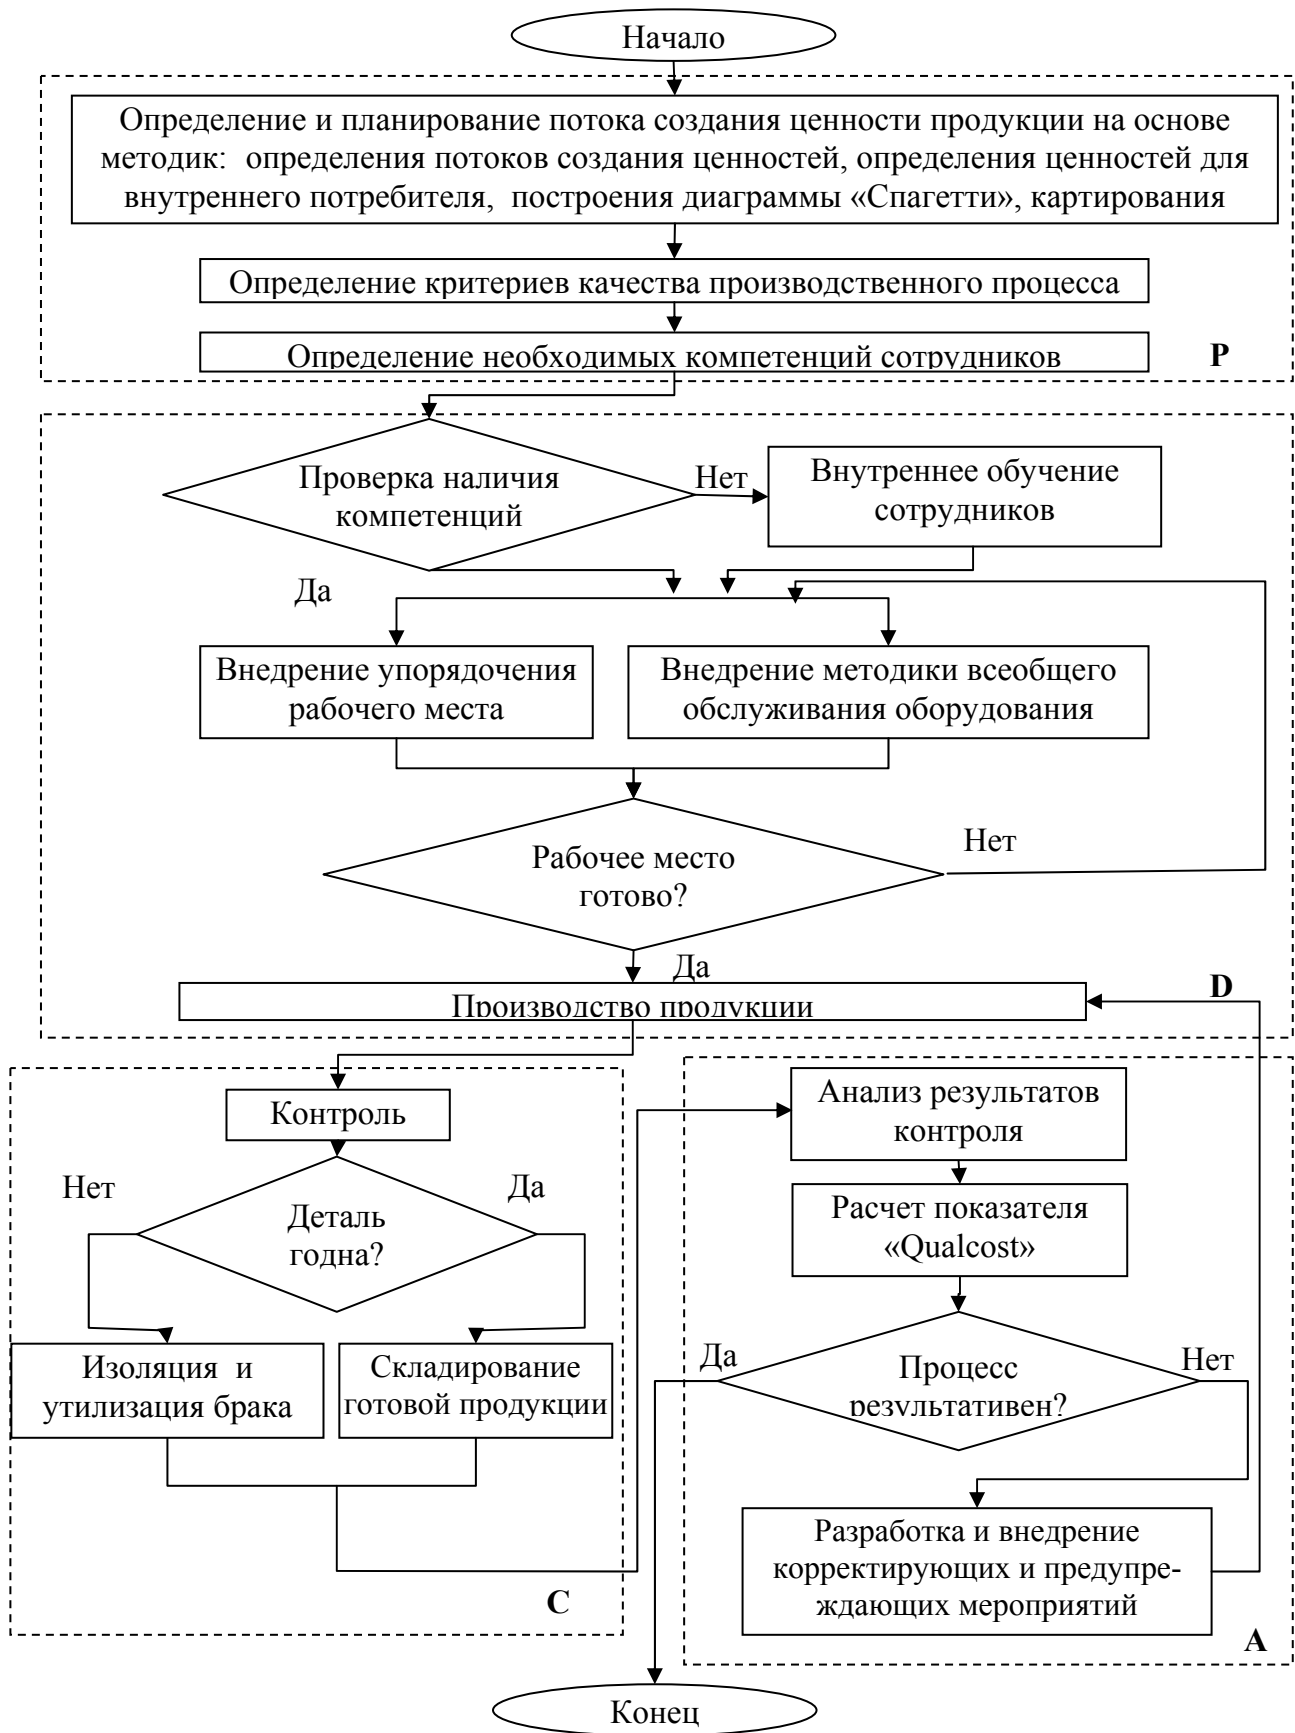 Начало
Определение и планирование потока создания ценности продукции на основе
методик: определения потоков создания ценностей, определения ценностей для
внутреннего потребителя, построения диаграммы «Спагетти», картирования
Определение критериев качества производственного процесса
Определение необходимых компетенций сотрудников
P
Проверка наличия
компетенций
Нет
Внутреннее обучение
сотрудников
Да
Внедрение упорядочения
рабочего места
Внедрение методики всеобщего
обслуживания оборудования
Рабочее место
готово?
Нет
Да
D
Производство продукции
Контроль
Нет
Да
Деталь
годна?
Изоляция и
утилизация брака
Складирование
готовой продукции
C
Анализ результатов
контроля
Расчет показателя
«Qualcost»
Да
Нет
Процесс
результативен?
Разработка и внедрение
корректирующих и предупре-
ждающих мероприятий
A
Конец